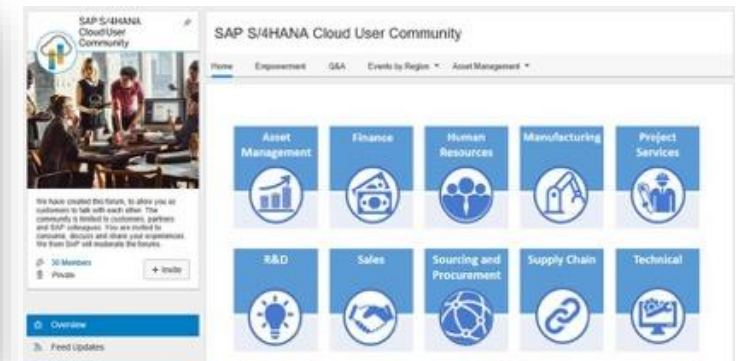 SAP S/4HANA
Cloud User
Community
We have created this forum, to allow you as
customers to talk with each other. The
community is limited to customers, partners
and SAP colleagues. You are invited to
consume, discuss and share your experiences.
We from SAP will moderate the forums.
30 Members
Private
+ Invite
Overview
Feed Updates
SAP S/4HANA Cloud User Community
Home Empowerment Q&A Events by Region Asset Management
Asset
Management
Finance
Human
Resources
Manufacturing
Project
Services
R&D
Sales
Sourcing and
Procurement
Supply Chain
Technical